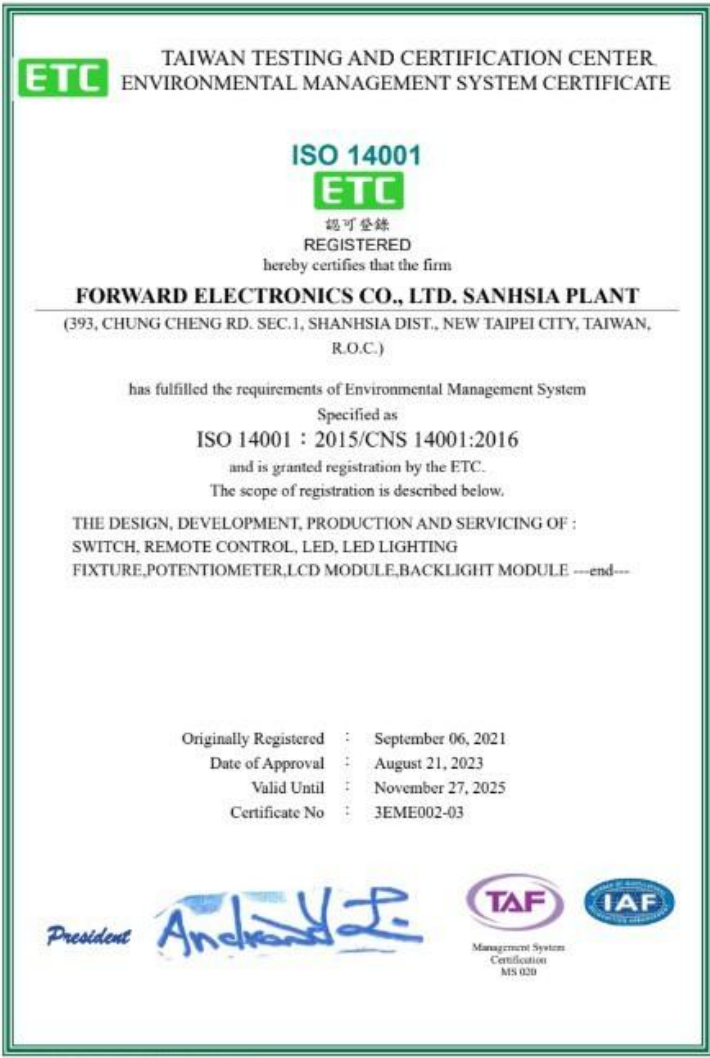 ETC
TAIWAN TESTING AND CERTIFICATION CENTER
ENVIRONMENTAL MANAGEMENT SYSTEM CERTIFICATE
ISO 14001
ETC
認可登錄
REGISTERED
hereby certifies that the firm
FORWARD ELECTRONICS CO., LTD. SANHSIA PLANT
(393, CHUNG CHENG RD. SEC.1, SHANHSIA DIST., NEW TAIPEI CITY, TAIWAN,
R.O.C.)
has fulfilled the requirements of Environmental Management System
Specified as
ISO 14001：2015/CNS 14001:2016
and is granted registration by the ETC.
The scope of registration is described below.
THE DESIGN, DEVELOPMENT, PRODUCTION AND SERVICING OF :
SWITCH, REMOTE CONTROL, LED, LED LIGHTING
FIXTURE,POTENTIOMETER,LCD MODULE,BACKLIGHT MODULE ---end---
Originally Registered : September 06, 2021
Date of Approval : August 21, 2023
Valid Until : November 27, 2025
Certificate No : 3EME002-03
President
TAF
IAF
Management System
Certification
MS 020